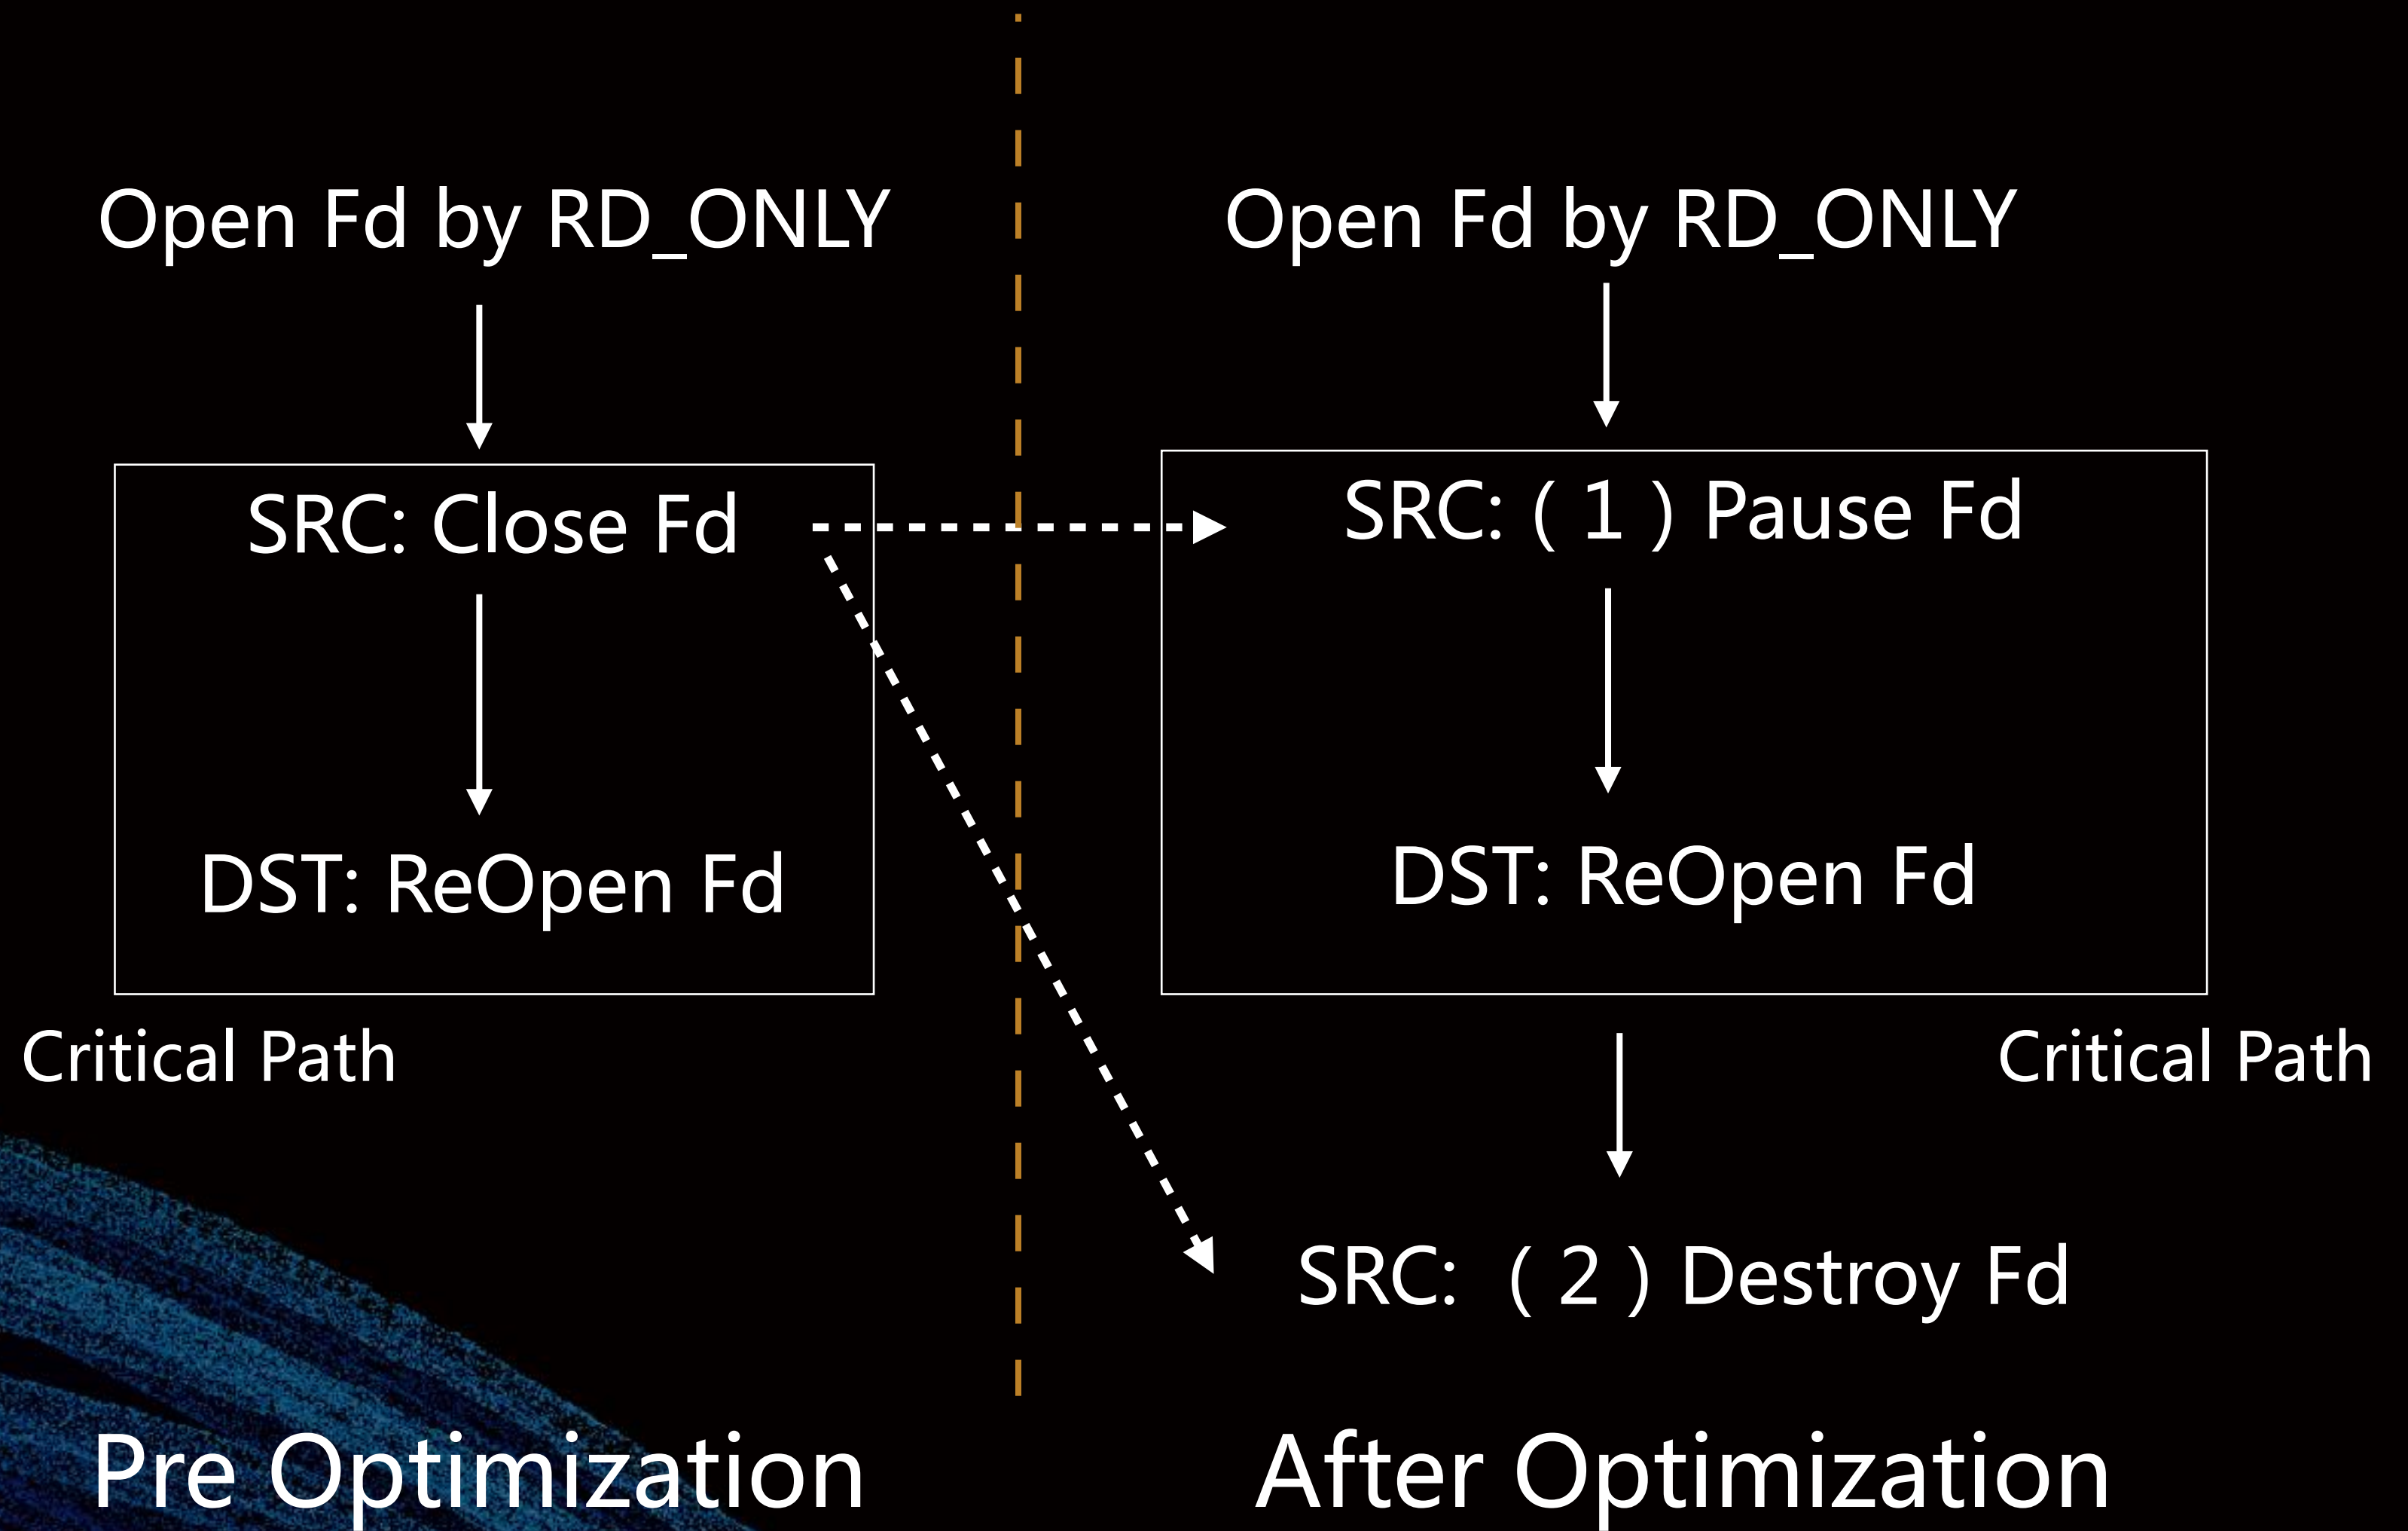 Open Fd by RD_ONLY
SRC: Close Fd
DST: ReOpen Fd
Critical Path
Pre Optimization
Open Fd by RD_ONLY
SRC: ( 1 ) Pause Fd
DST: ReOpen Fd
Critical Path
SRC: ( 2 ) Destroy Fd
After Optimization